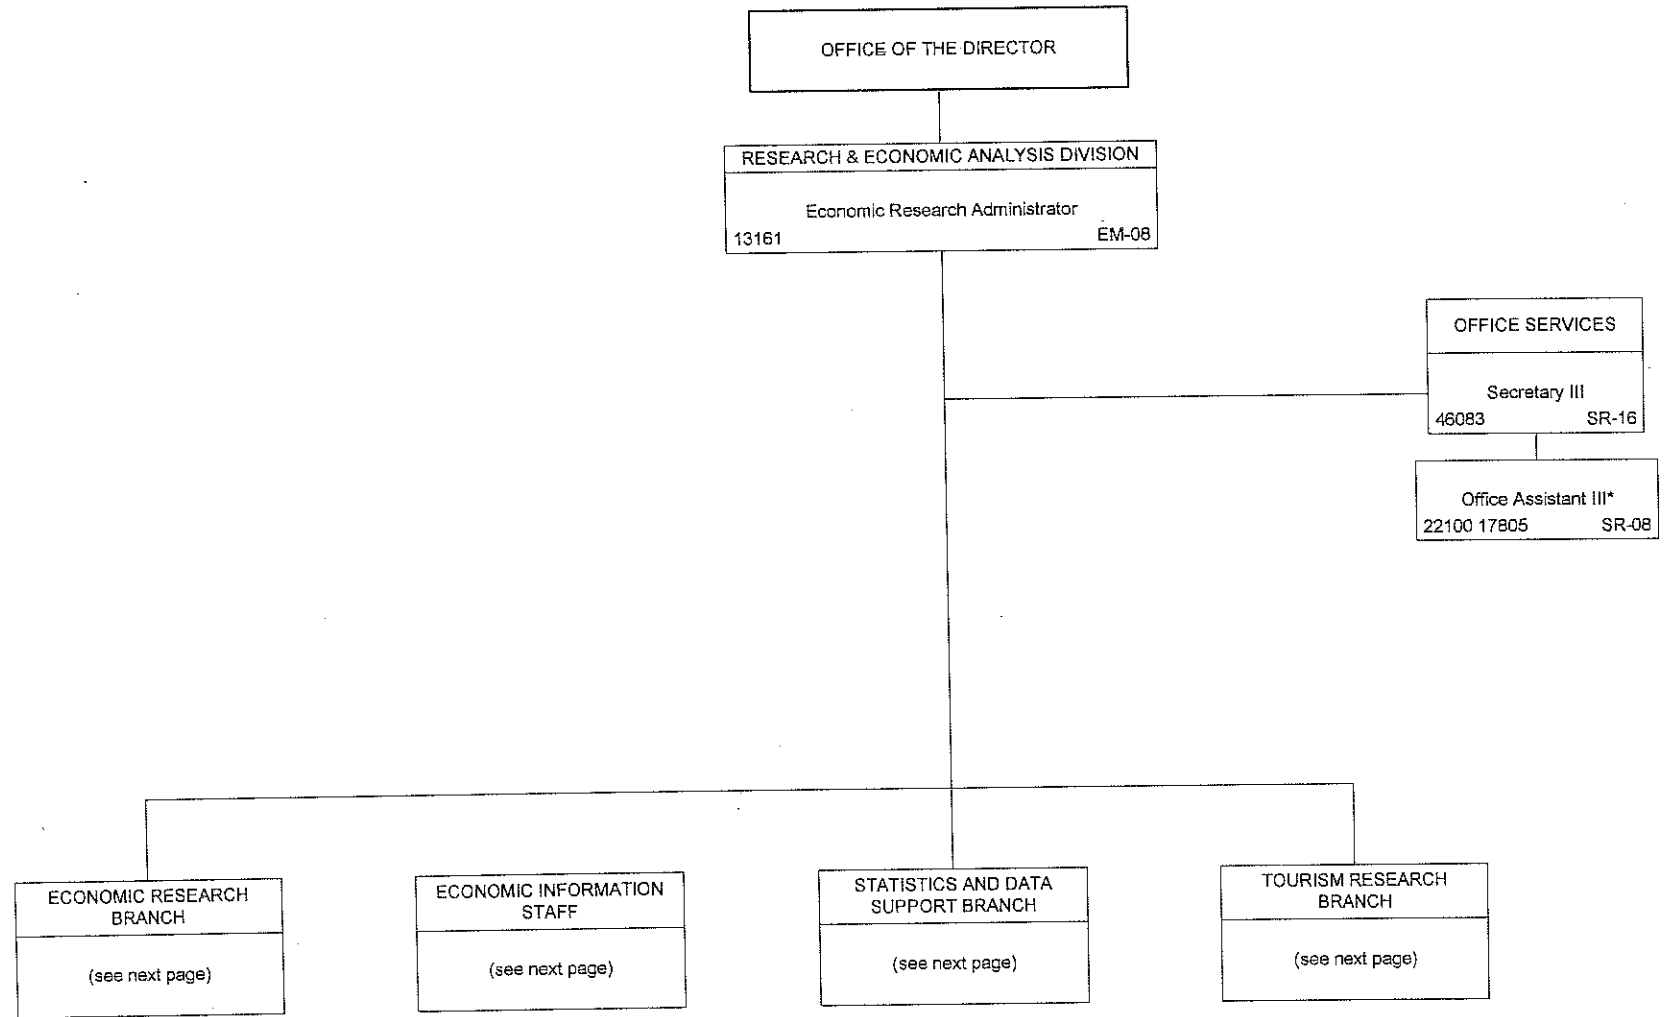 OFFICE OF THE DIRECTOR
RESEARCH & ECONOMIC ANALYSIS DIVISION
Economic Research Administrator
13161 EM-08
OFFICE SERVICES
Secretary III
46083 SR-16
Office Assistant III*
22100 17805 SR-08
ECONOMIC RESEARCH
BRANCH
(see next page)
ECONOMIC INFORMATION
STAFF
(see next page)
STATISTICS AND DATA
SUPPORT BRANCH
(see next page)
TOURISM RESEARCH
BRANCH
(see next page)